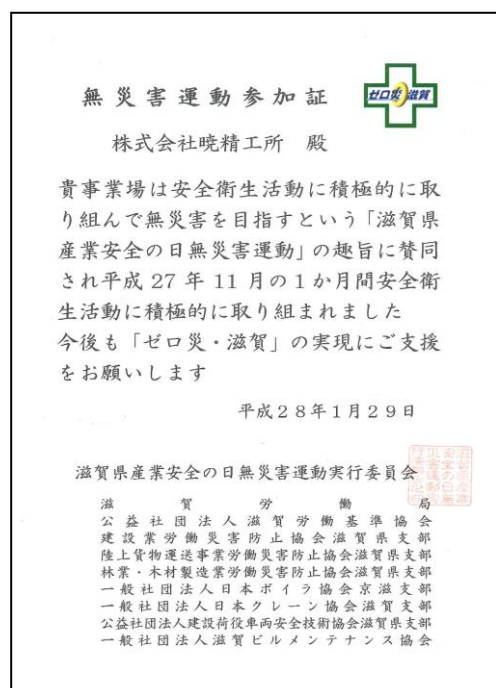 無災害運動参加証
ゼロ災滋賀
株式会社暁精工所 殿
貴事業場は安全衛生活動に積極的に取
り組んで無災害を目指すという「滋賀県
産業安全の日無災害運動」の趣旨に賛同
され平成 27 年 11 月の1か月間安全衛
生活動に積極的に取り組まれました
今後も「ゼロ災・滋賀」の実現にご支援
をお願いします
平成28年1月29日
滋賀県産業安全の日無災害運動実行委員会
滋賀労働局
公益社団法人滋賀労働基準協会
建設業労働災害防止協会滋賀県支部
陸上貨物運送事業労働災害防止協会滋賀県支部
林業・木材製造業労働災害防止協会滋賀県支部
一般社団法人日本ボイラ協会京滋支部
一般社団法人日本クレーン協会滋賀支部
公益社団法人建設荷役車両安全技術協会滋賀県支部
一般社団法人滋賀ビルメンテナンス協会